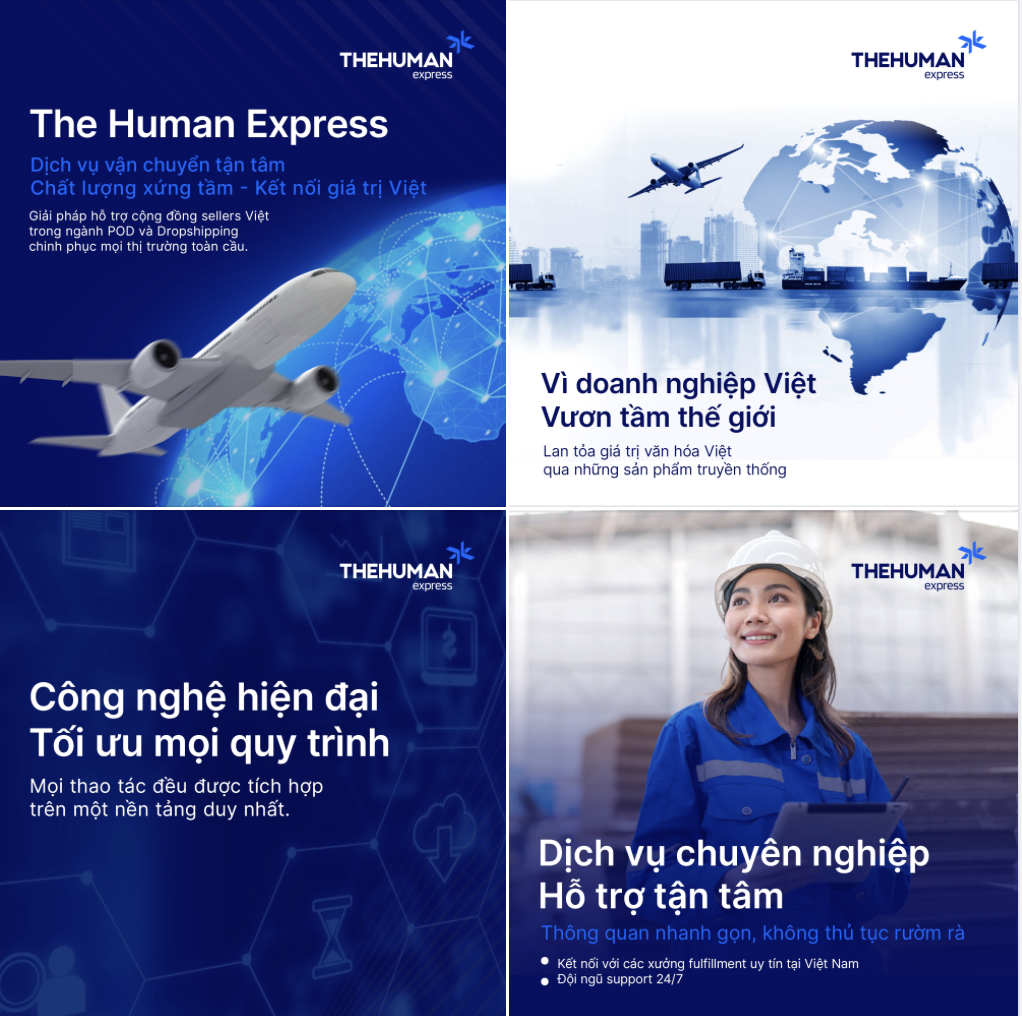 THEHUMAN
express
The Human Express
Dịch vụ vận chuyển tận tâm
Chất lượng xứng tầm - Kết nối giá trị Việt
Giải pháp hỗ trợ cộng đồng sellers Việt
trong ngành POD và Dropshipping
chinh phục mọi thị trường toàn cầu.
THEHUMAN
express
Vì doanh nghiệp Việt
Vươn tầm thế giới
Lan tỏa giá trị văn hóa Việt
qua những sản phẩm truyền thống
THEHUMAN
express
Công nghệ hiện đại
Tối ưu mọi quy trình
Mọi thao tác đều được tích hợp
trên một nền tảng duy nhất.
THEHUMAN
express
Dịch vụ chuyên nghiệp
Hỗ trợ tận tâm
Thông quan nhanh gọn, không thủ tục rườm rà
Kết nối với các xưởng fulfillment uy tín tại Việt Nam
Đội ngũ support 24/7